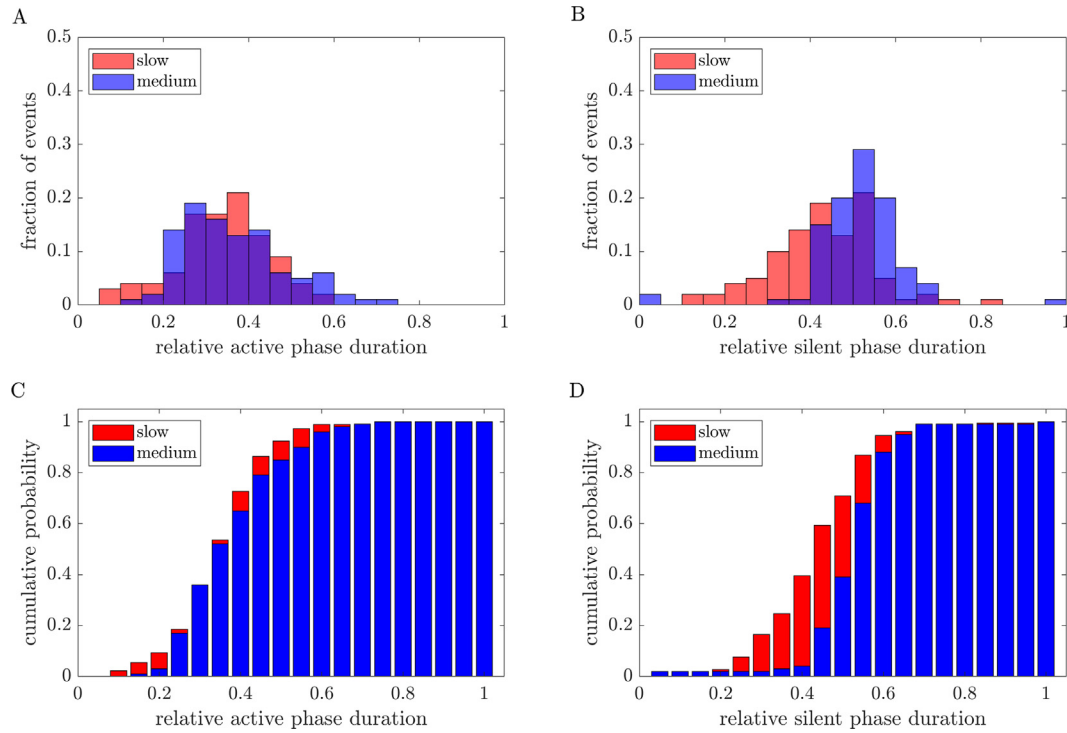 A
0.5
0.4
0.3
0.2
0.1
0
fraction of events
slow
medium
0
0.2
0.4
0.6
0.8
1
relative active phase duration
B
0.5
0.4
0.3
0.2
0.1
0
fraction of events
slow
medium
0
0.2
0.4
0.6
0.8
1
relative silent phase duration
C
1
0.8
0.6
0.4
0.2
0
cumulative probability
slow
medium
0.2
0.4
0.6
0.8
1
relative active phase duration
D
1
0.8
0.6
0.4
0.2
0
cumulative probability
slow
medium
0.2
0.4
0.6
0.8
1
relative silent phase duration